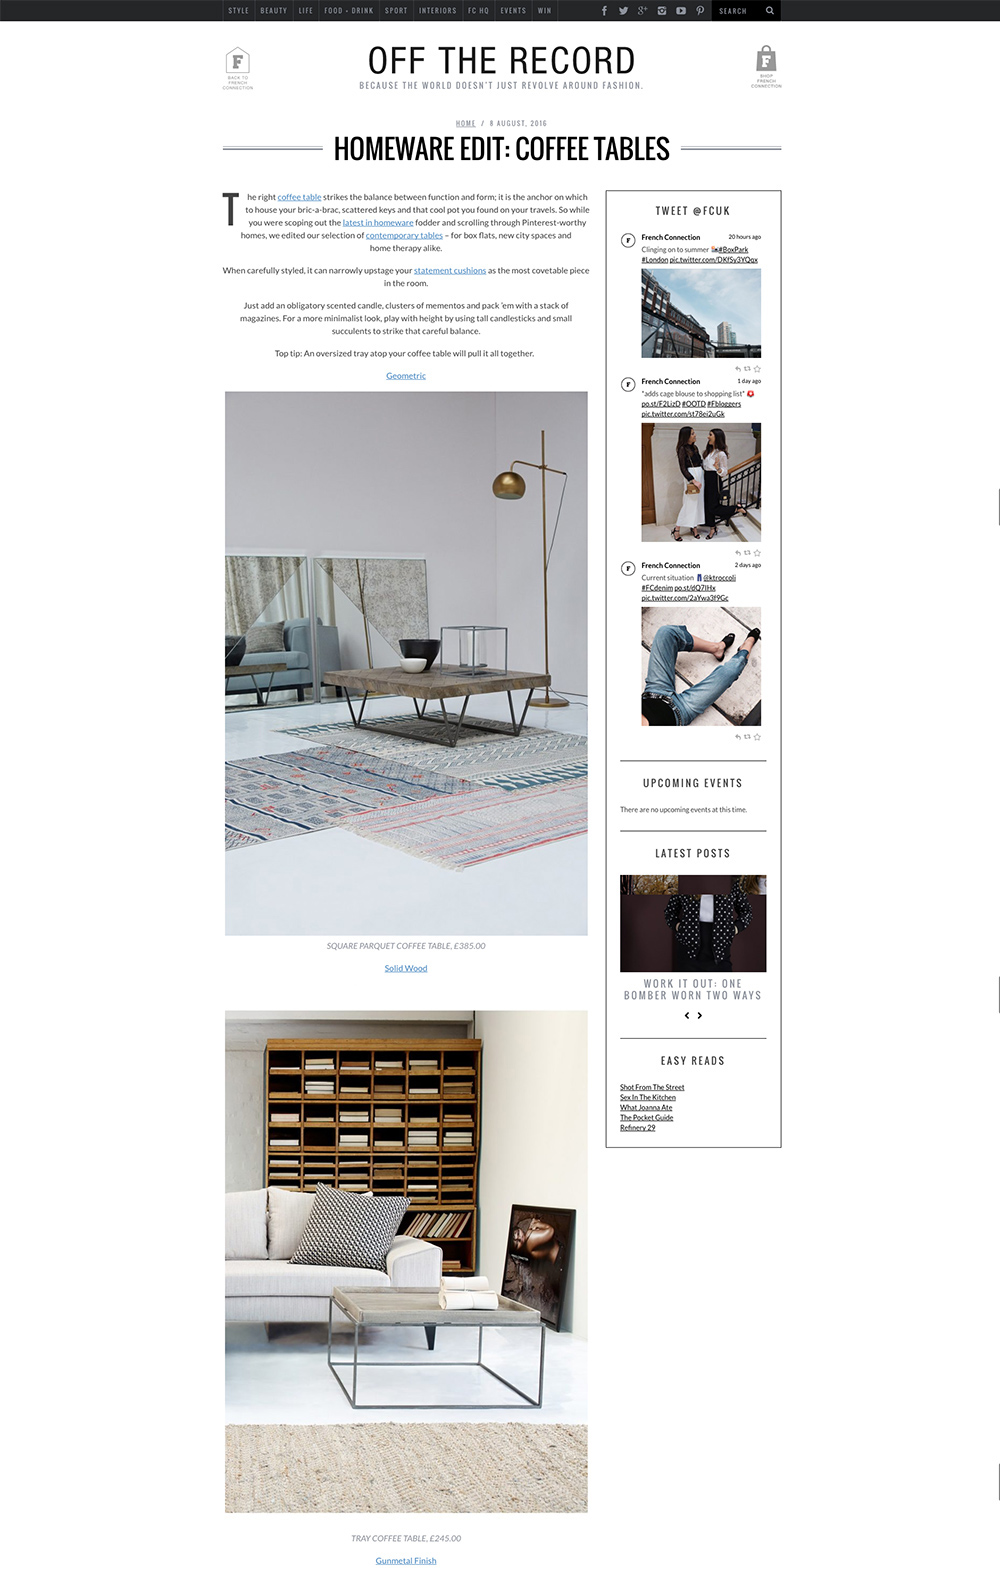 STYLE BEAUTY LIFE FOOD + DRINK SPORT INTERIORS FC HQ EVENTS WIN SEARCH
F
BACK TO
FRENCH
CONNECTION
OFF THE RECORD
BECAUSE THE WORLD DOESN'T JUST REVOLVE AROUND FASHION.
F
SHOP
FRENCH
CONNECTION
HOME / 8 AUGUST, 2016
HOMEWARE EDIT: COFFEE TABLES
The right coffee table strikes the balance between function and form; it is the anchor on which
to house your bric-a-brac, scattered keys and that cool pot you found on your travels. So while
you were scoping out the latest in homeware fodder and scrolling through Pinterest-worthy
homes, we edited our selection of contemporary tables – for box flats, new city spaces and
home therapy alike.
When carefully styled, it can narrowly upstage your statement cushions as the most covetable piece
in the room.
Just add an obligatory scented candle, clusters of mementos and pack 'em with a stack of
magazines. For a more minimalist look, play with height by using tall candlesticks and small
succulents to strike that careful balance.
Top tip: An oversized tray atop your coffee table will pull it all together.
Geometric
SQUARE PARQUET COFFEE TABLE, £385.00
Solid Wood
TRAY COFFEE TABLE, £245.00
Gunmetal Finish
TWEET @FCUK
F
French Connection 20 hours ago
Clinging on to summer #BoxPark
#London pic.twitter.com/DKfSy3YQqx
F
French Connection 1 day ago
*adds cage blouse to shopping list*
po.st/F2LizD #OOTD #Fbloggers
pic.twitter.com/st78ei2uGk
F
French Connection 2 days ago
Current situation @ktroccoli
#FCdenim po.st/dQ7IHx
pic.twitter.com/2aYwa3f9Gc
UPCOMING EVENTS
There are no upcoming events at this time.
LATEST POSTS
WORK IT OUT: ONE
BOMBER WORN TWO WAYS
EASY READS
Shot From The Street
Sex In The Kitchen
What Joanna Ate
The Pocket Guide
Refinery 29